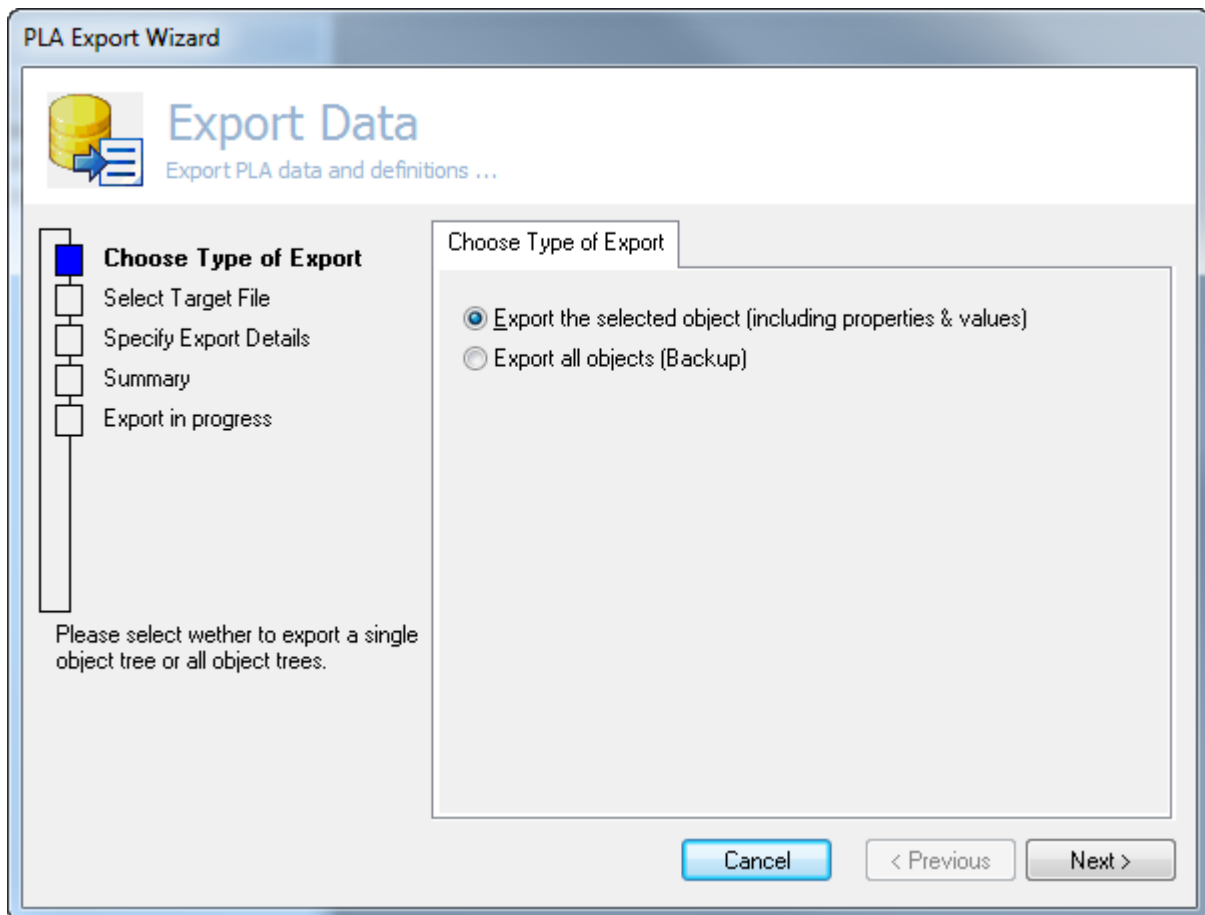 PLA Export Wizard
Export Data
Export PLA data and definitions ...
Choose Type of Export
Select Target File
Specify Export Details
Summary
Export in progress
Please select wether to export a single
object tree or all object trees.
Choose Type of Export
Export the selected object (including properties & values)
Export all objects (Backup)
Cancel
< Previous
Next >